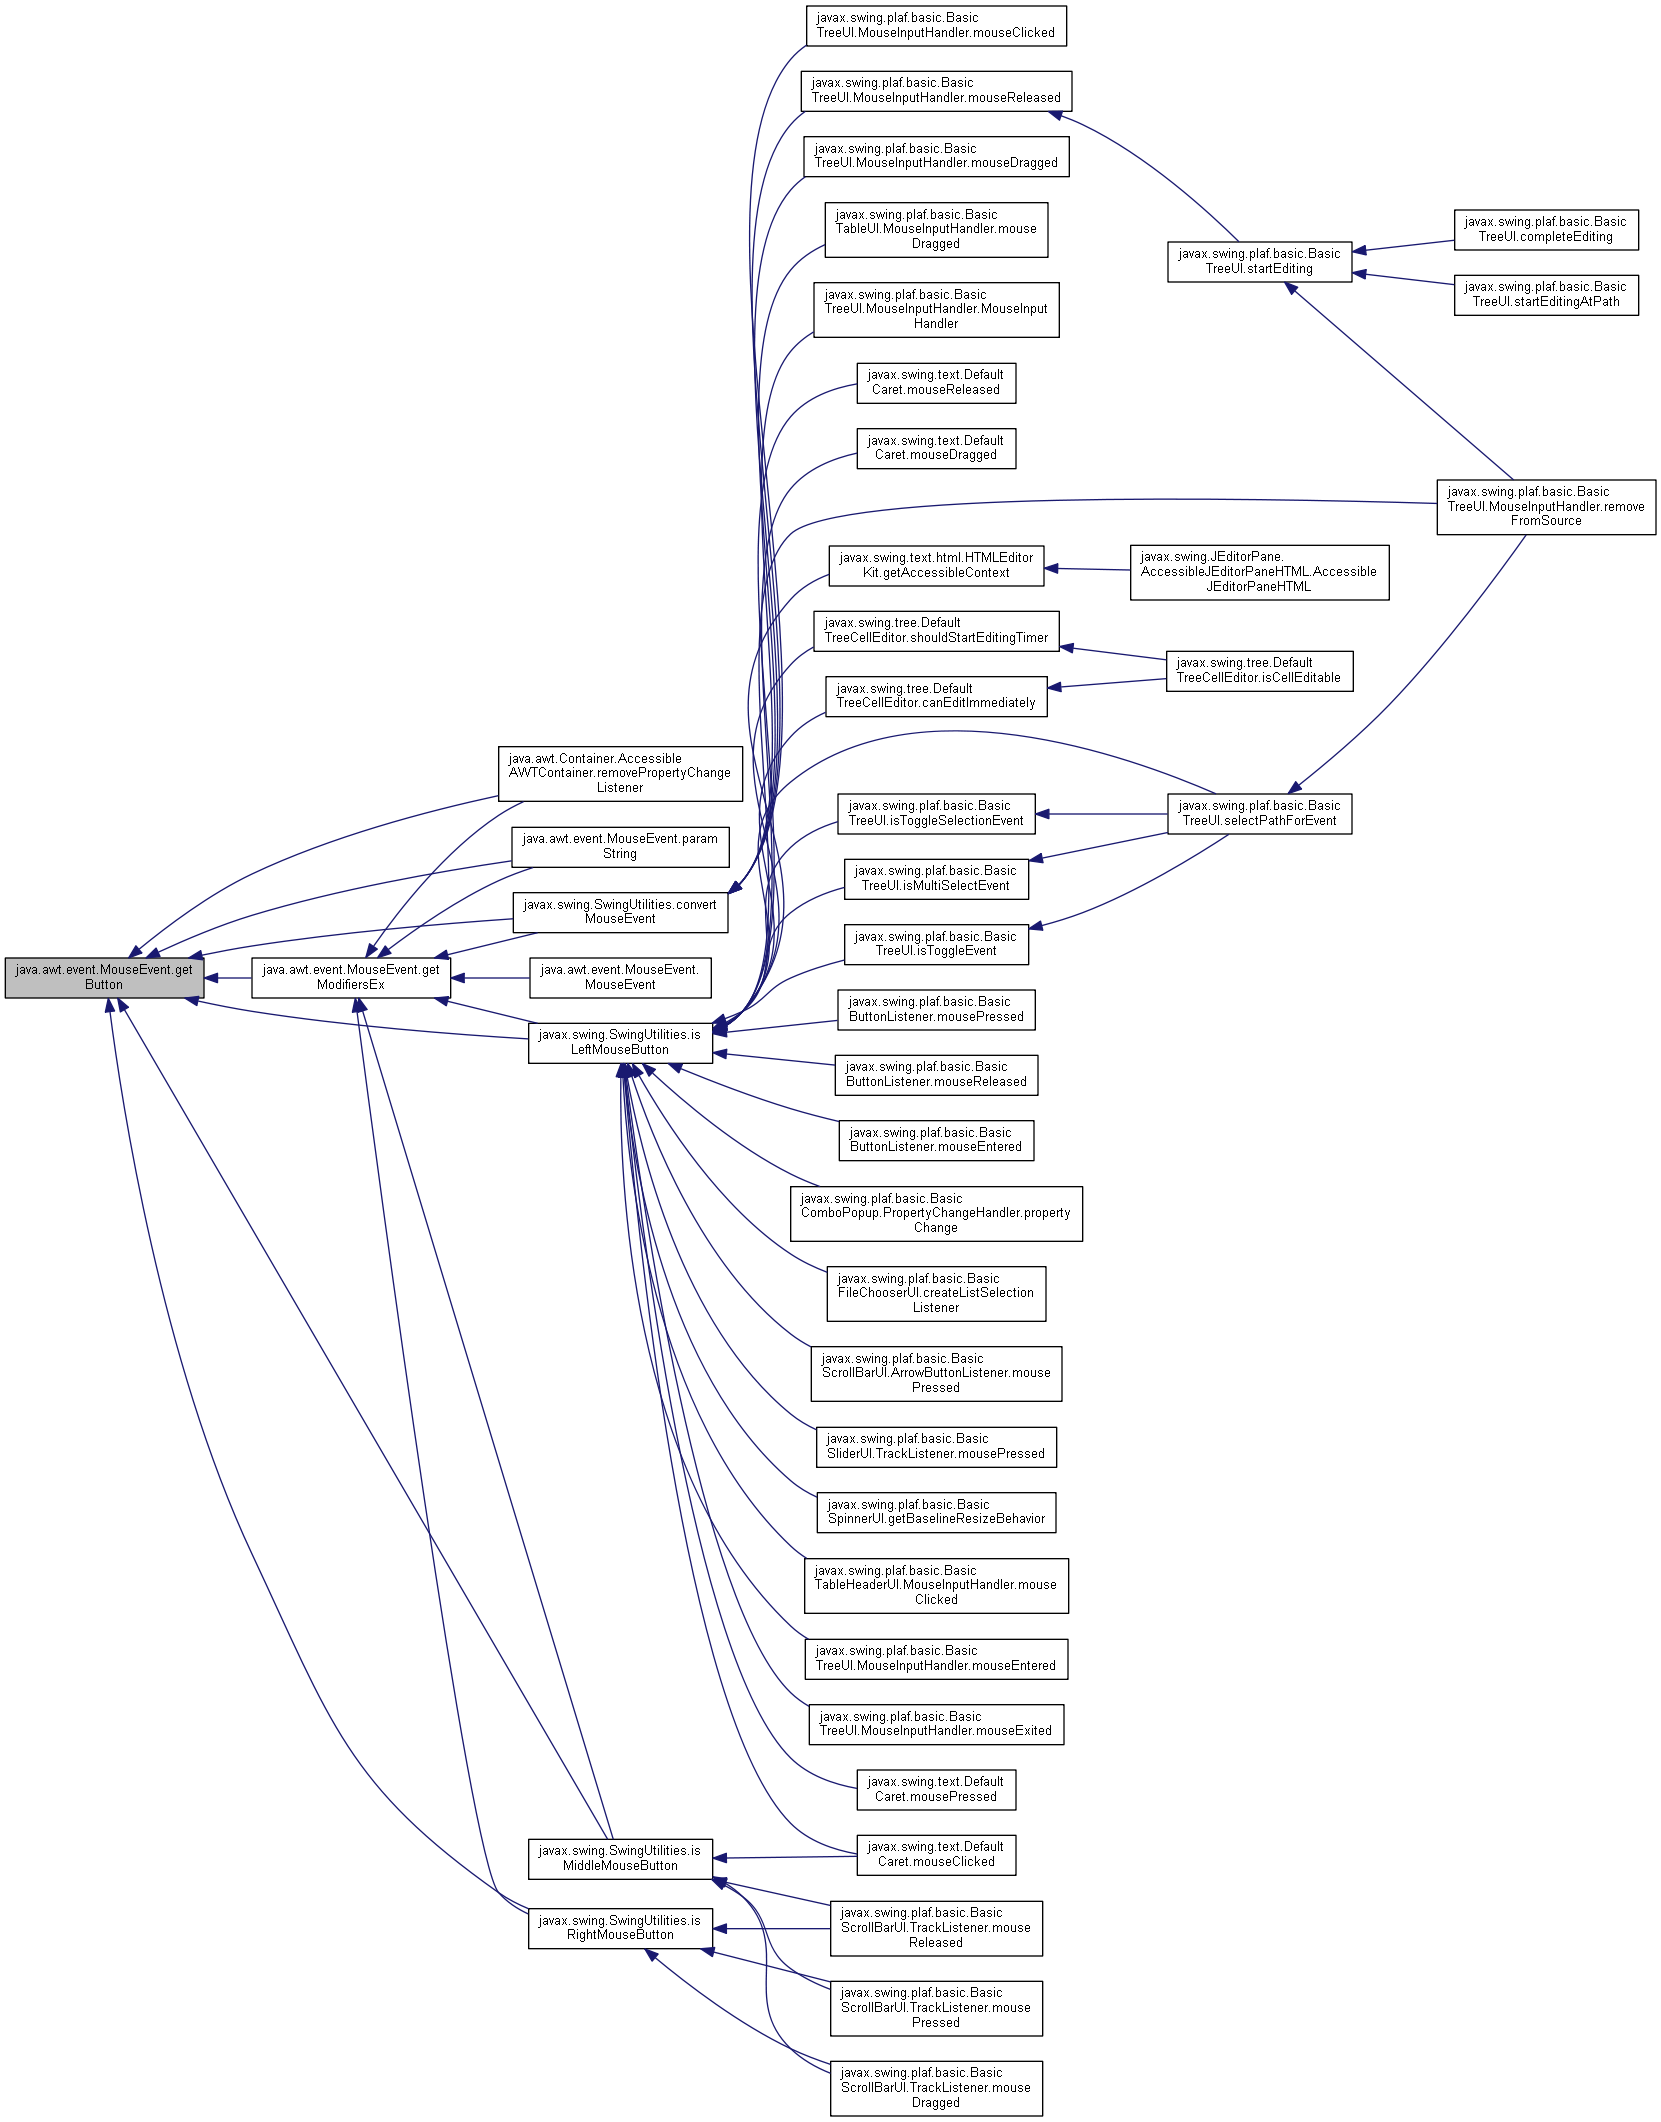 javax.swing.plaf.basic.Basic
TreeUI.MouseInputHandler.mouseClicked
javax.swing.plaf.basic.Basic
TreeUI.MouseInputHandler.mouseReleased
javax.swing.plaf.basic.Basic
TreeUI.MouseInputHandler.mouseDragged
javax.swing.plaf.basic.Basic
TableUI.MouseInputHandler.mouse
Dragged
javax.swing.plaf.basic.Basic
TreeUI.completeEditing
javax.swing.plaf.basic.Basic
TreeUI.startEditing
javax.swing.plaf.basic.Basic
TreeUI.startEditingAtPath
javax.swing.plaf.basic.Basic
TreeUI.MouseInputHandler.MouseInput
Handler
javax.swing.text.Default
Caret.mouseReleased
javax.swing.text.Default
Caret.mouseDragged
javax.swing.plaf.basic.Basic
TreeUI.MouseInputHandler.remove
FromSource
javax.swing.text.html.HTMLEditor
Kit.getAccessibleContext
javax.swing.JEditorPane.
AccessibleJEditorPaneHTML.Accessible
JEditorPaneHTML
javax.swing.tree.Default
TreeCellEditor.shouldStartEditingTimer
javax.swing.tree.Default
TreeCellEditor.isCellEditable
javax.swing.tree.Default
TreeCellEditor.canEditImmediately
java.awt.Container.Accessible
AWTContainer.removePropertyChange
Listener
javax.swing.plaf.basic.Basic
TreeUI.isToggleSelectionEvent
javax.swing.plaf.basic.Basic
TreeUI.selectPathForEvent
java.awt.event.MouseEvent.param
String
javax.swing.plaf.basic.Basic
TreeUI.isMultiSelectEvent
javax.swing.SwingUtilities.convert
MouseEvent
javax.swing.plaf.basic.Basic
TreeUI.isToggleEvent
java.awt.event.MouseEvent.get
Button
java.awt.event.MouseEvent.get
ModifiersEx
java.awt.event.MouseEvent.
MouseEvent
javax.swing.plaf.basic.Basic
ButtonListener.mousePressed
javax.swing.SwingUtilities.is
LeftMouseButton
javax.swing.plaf.basic.Basic
ButtonListener.mouseReleased
javax.swing.plaf.basic.Basic
ButtonListener.mouseEntered
javax.swing.plaf.basic.Basic
ComboPopup.PropertyChangeHandler.property
Change
javax.swing.plaf.basic.Basic
FileChooserUI.createListSelection
Listener
javax.swing.plaf.basic.Basic
ScrollBarUI.ArrowButtonListener.mouse
Pressed
javax.swing.plaf.basic.Basic
SliderUI.TrackListener.mousePressed
javax.swing.plaf.basic.Basic
SpinnerUI.getBaselineResizeBehavior
javax.swing.plaf.basic.Basic
TableHeaderUI.MouseInputHandler.mouse
Clicked
javax.swing.plaf.basic.Basic
TreeUI.MouseInputHandler.mouseEntered
javax.swing.plaf.basic.Basic
TreeUI.MouseInputHandler.mouseExited
javax.swing.text.Default
Caret.mousePressed
javax.swing.SwingUtilities.is
MiddleMouseButton
javax.swing.text.Default
Caret.mouseClicked
javax.swing.SwingUtilities.is
RightMouseButton
javax.swing.plaf.basic.Basic
ScrollBarUI.TrackListener.mouse
Released
javax.swing.plaf.basic.Basic
ScrollBarUI.TrackListener.mouse
Pressed
javax.swing.plaf.basic.Basic
ScrollBarUI.TrackListener.mouse
Dragged